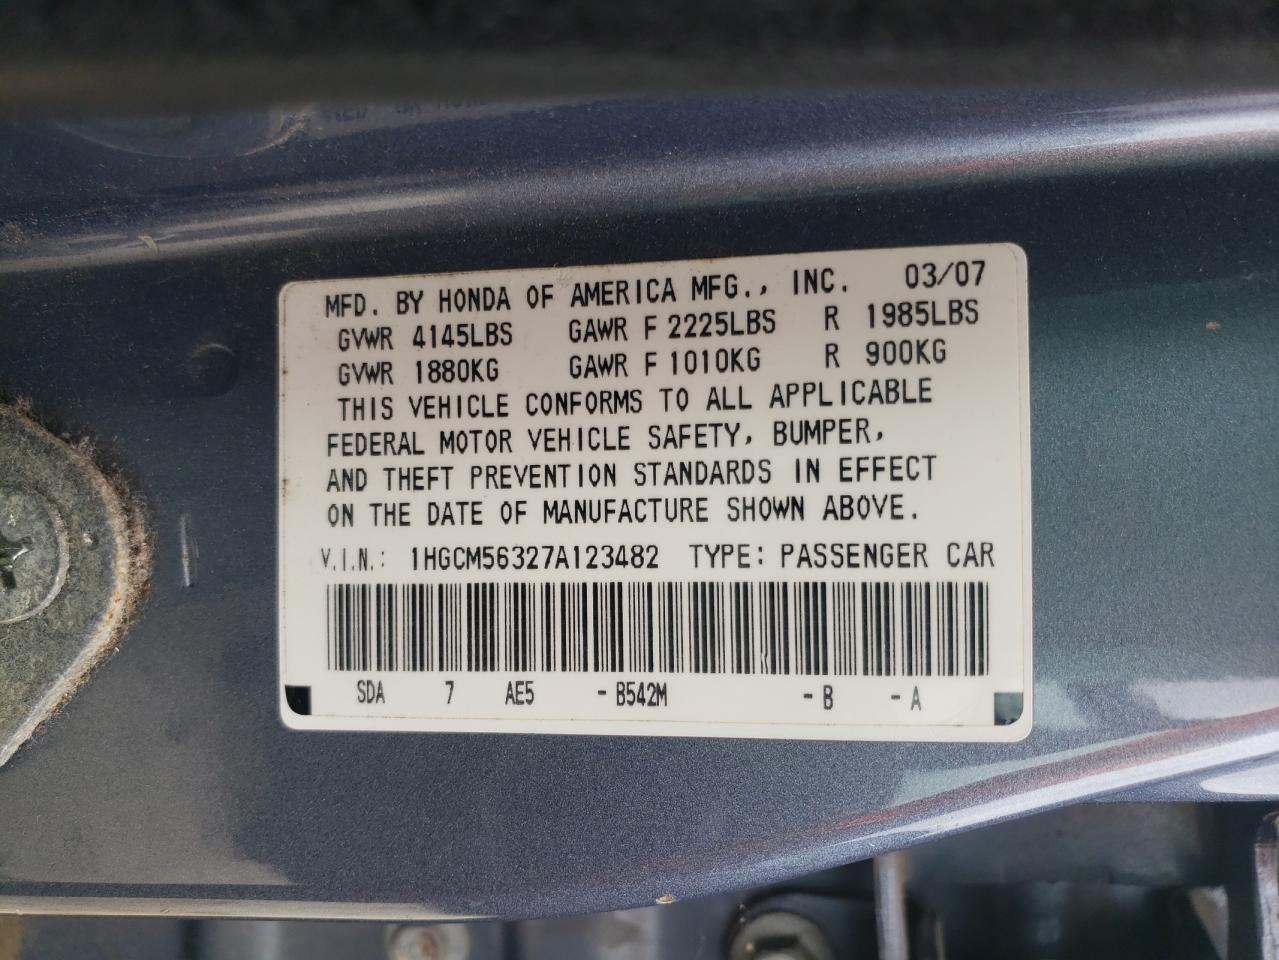 MFD. BY HONDA OF AMERICA MFG., INC. 03/07
GVWR 4145LBS GAWR F 2225LBS R 1985LBS
GVWR 1880KG GAWR F 1010KG R 900KG
THIS VEHICLE CONFORMS TO ALL APPLICABLE
FEDERAL MOTOR VEHICLE SAFETY, BUMPER,
AND THEFT PREVENTION STANDARDS IN EFFECT
ON THE DATE OF MANUFACTURE SHOWN ABOVE.
V.I.N.: 1HGCM56327A123482 TYPE: PASSENGER CAR
SDA 7 AE5 -B542M -B -A